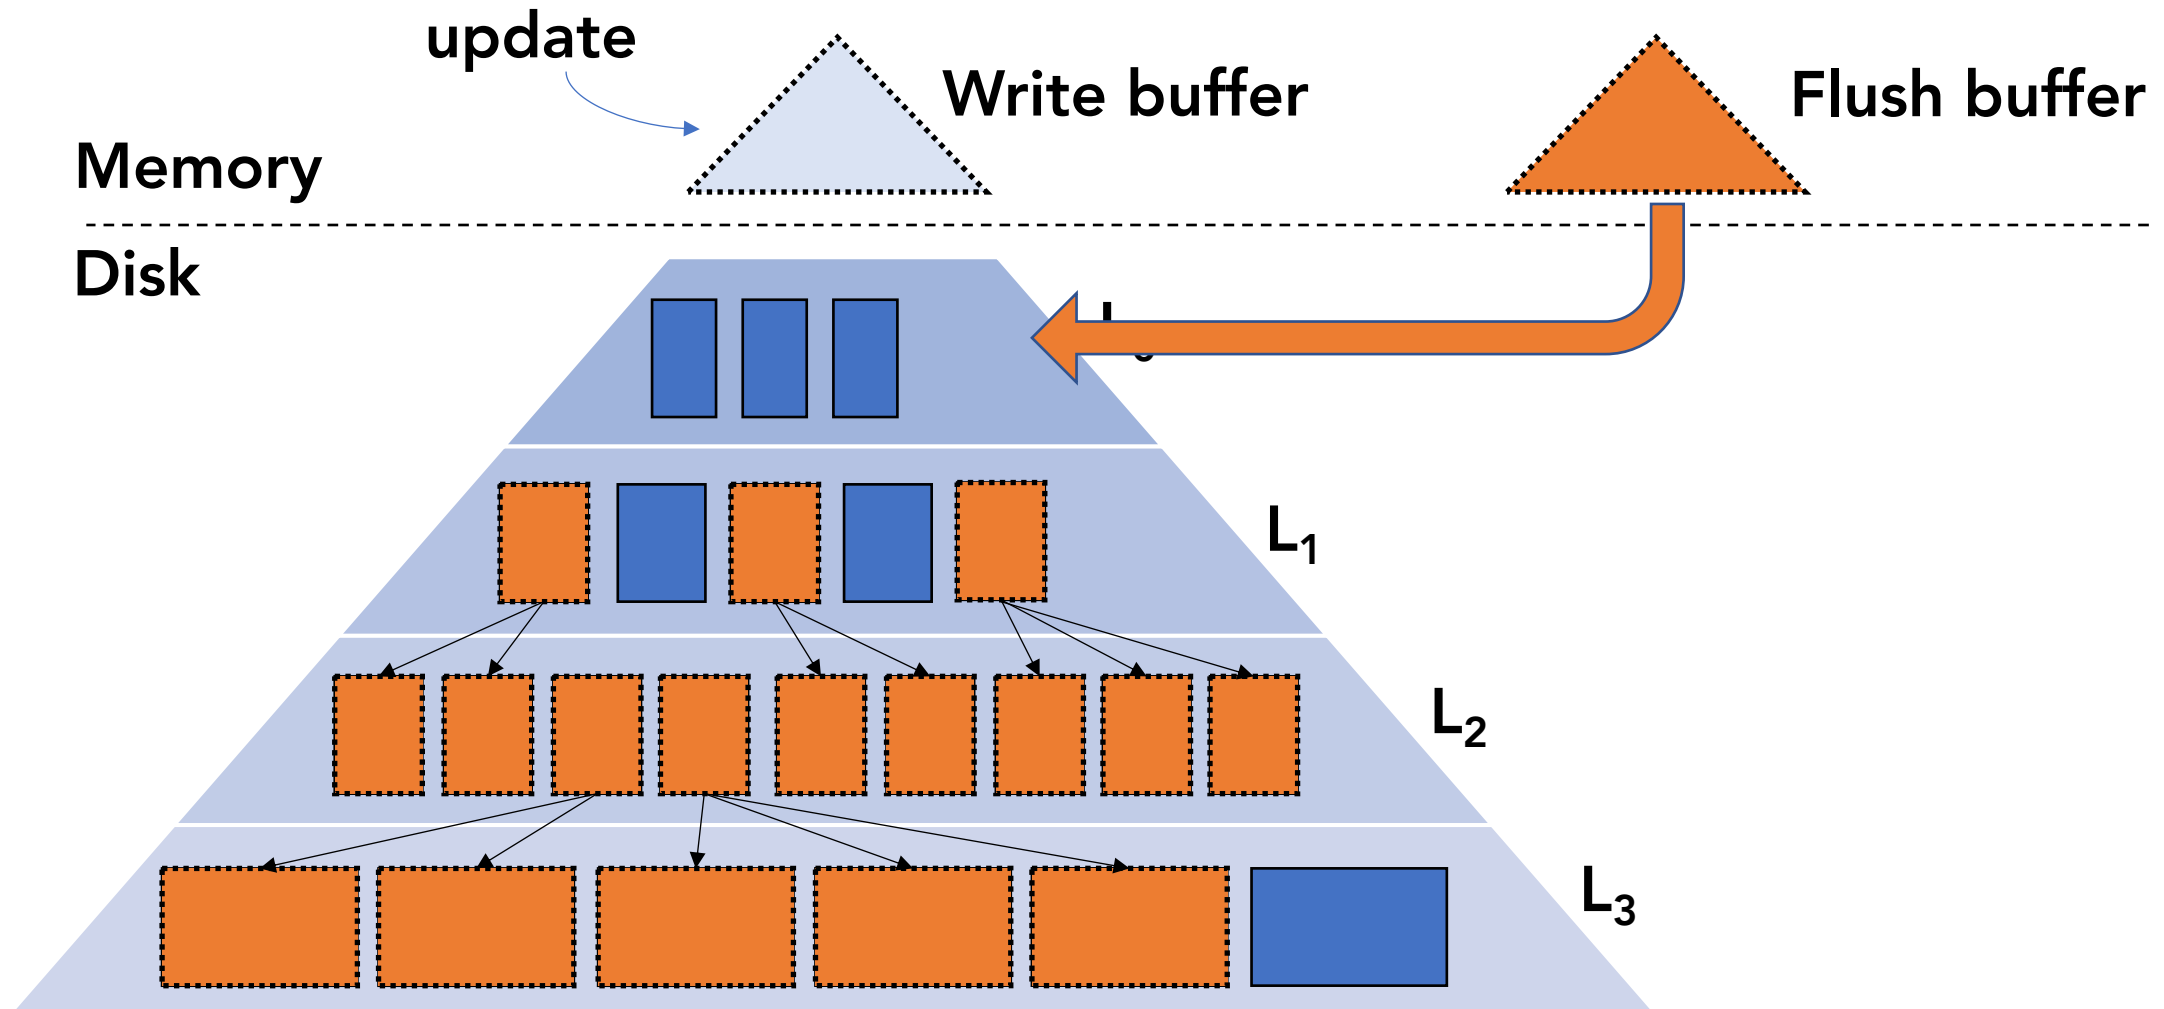 update
Write buffer
Flush buffer
Memory
Disk
L₁
L₂
L₃